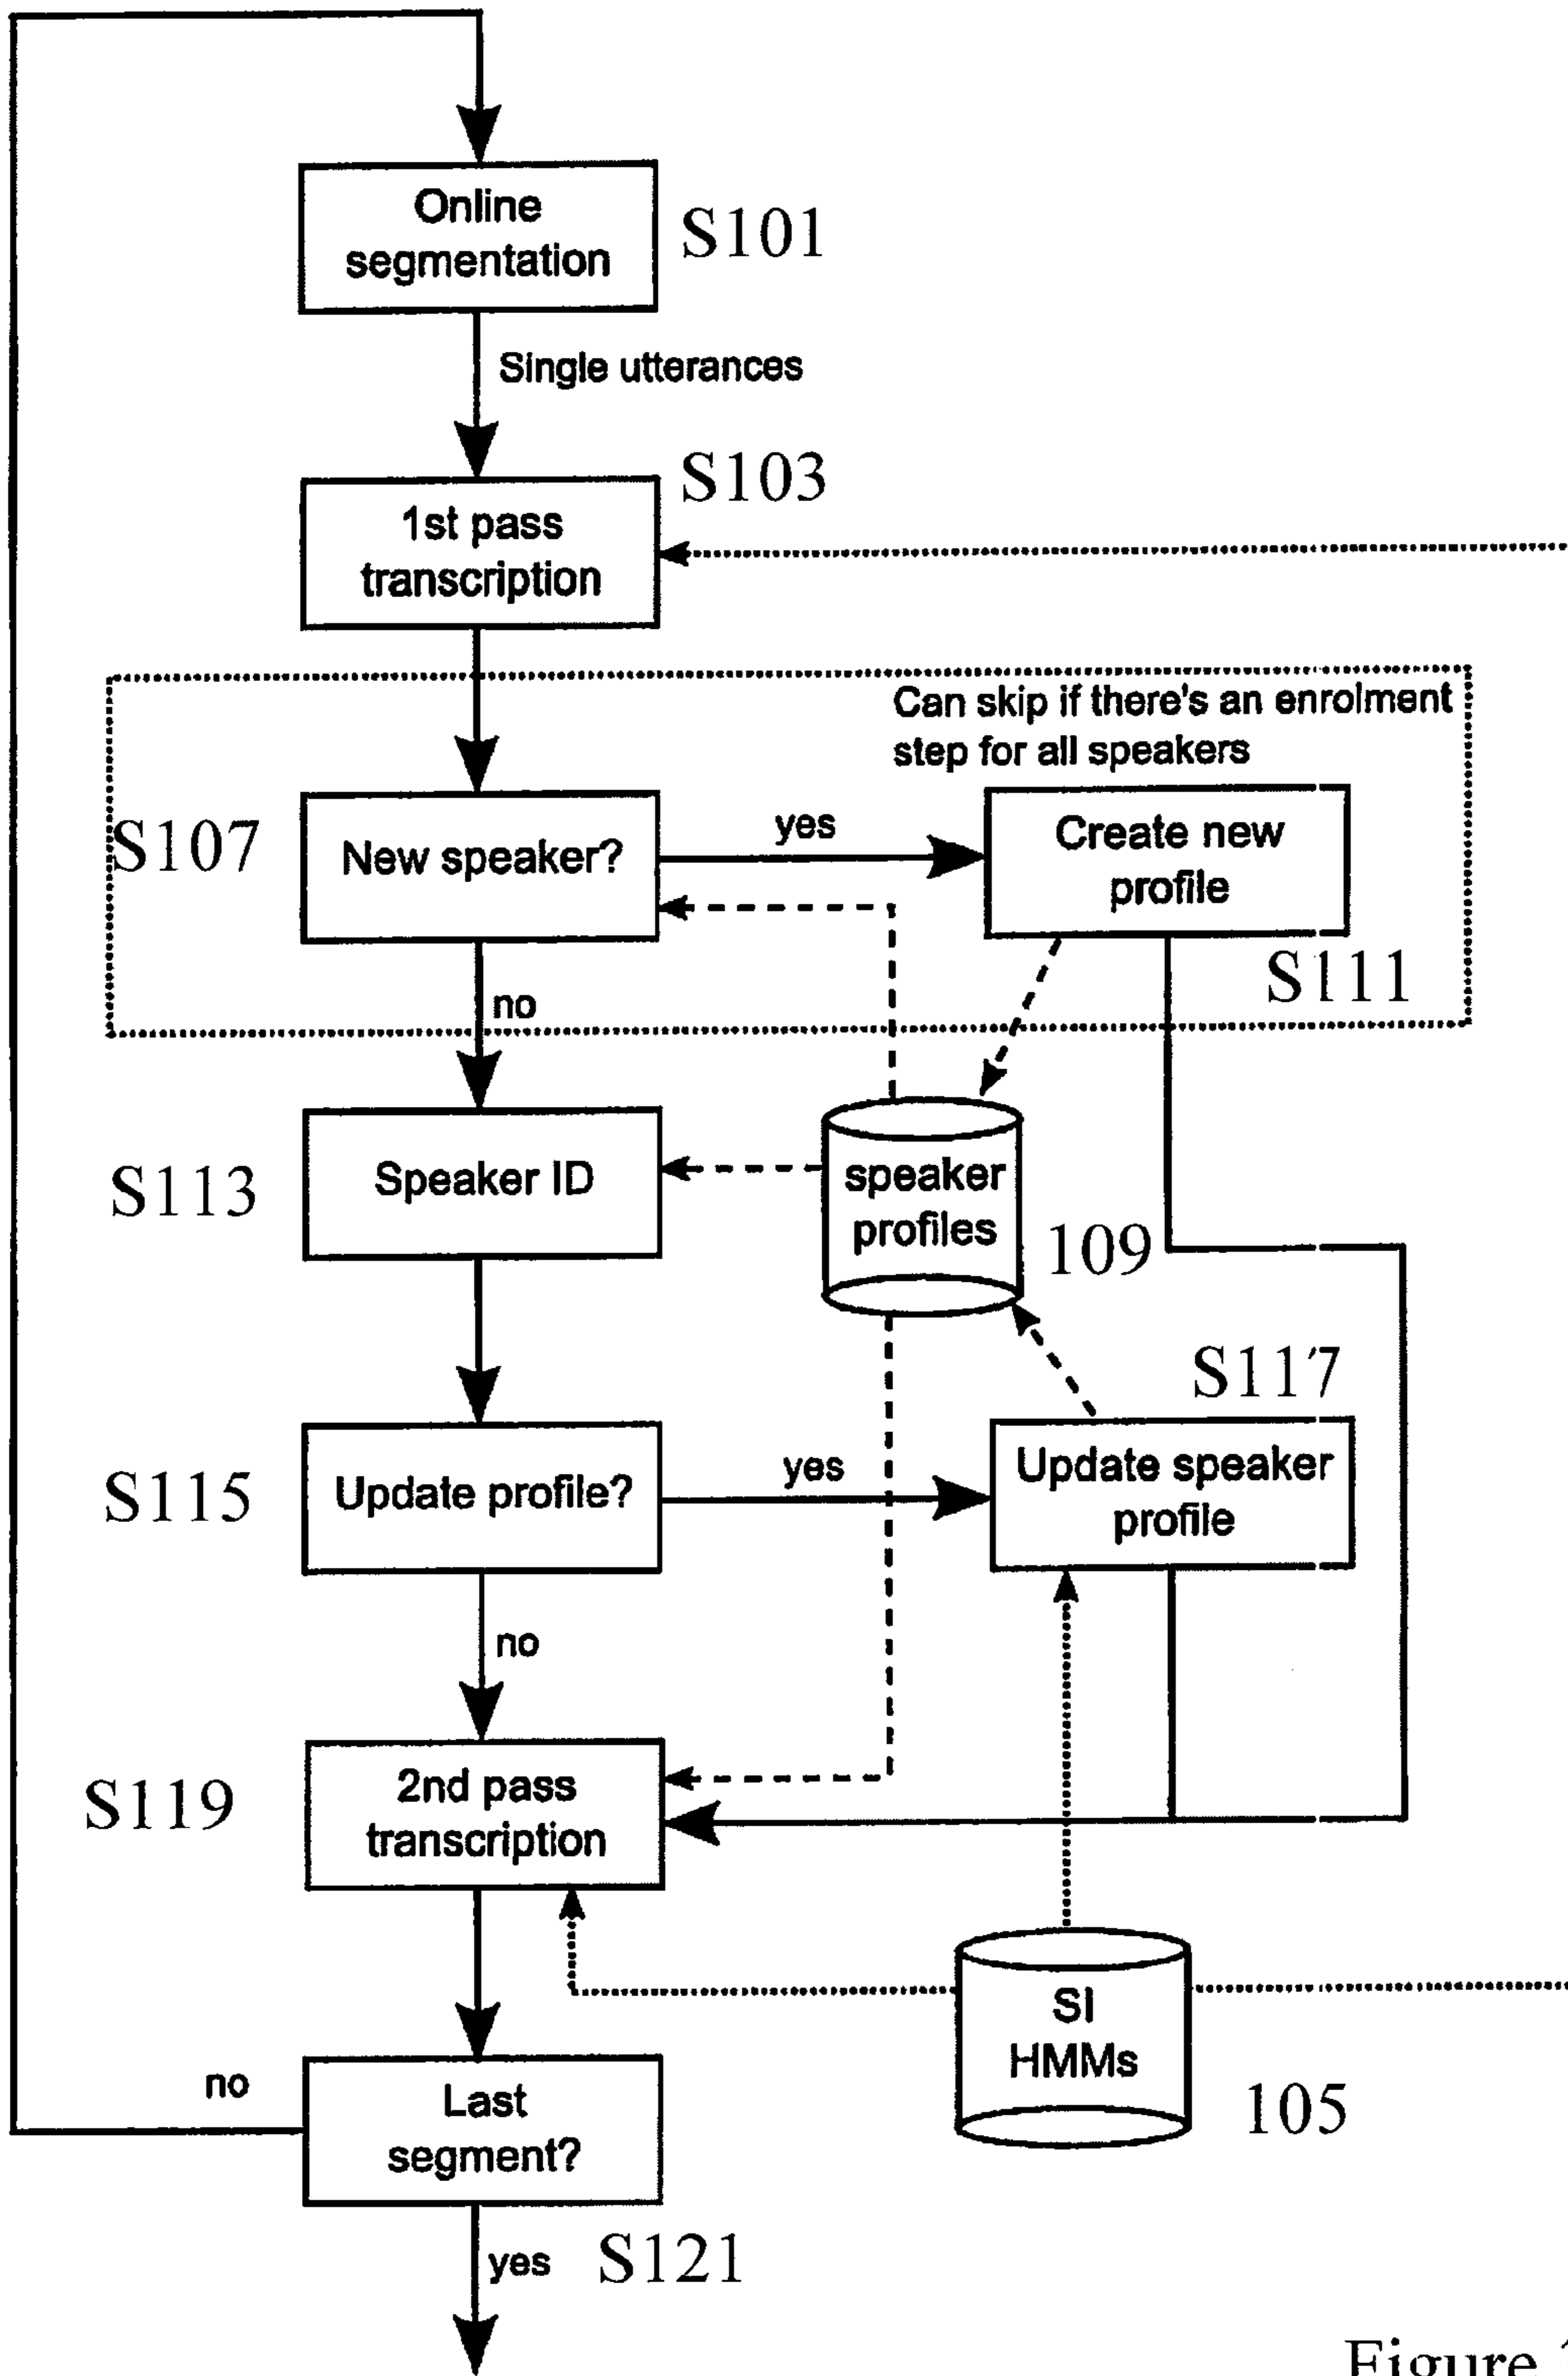 Online
segmentation
S101
Single utterances
S103
1st pass
transcription
Can skip if there's an enrolment
step for all speakers
S107
New speaker?
yes
Create new
profile
S111
no
S113
Speaker ID
speaker
profiles
109
S117
S115
Update profile?
yes
Update speaker
profile
no
S119
2nd pass
transcription
SI
HMMs
105
no
Last
segment?
yes
S121
Figure